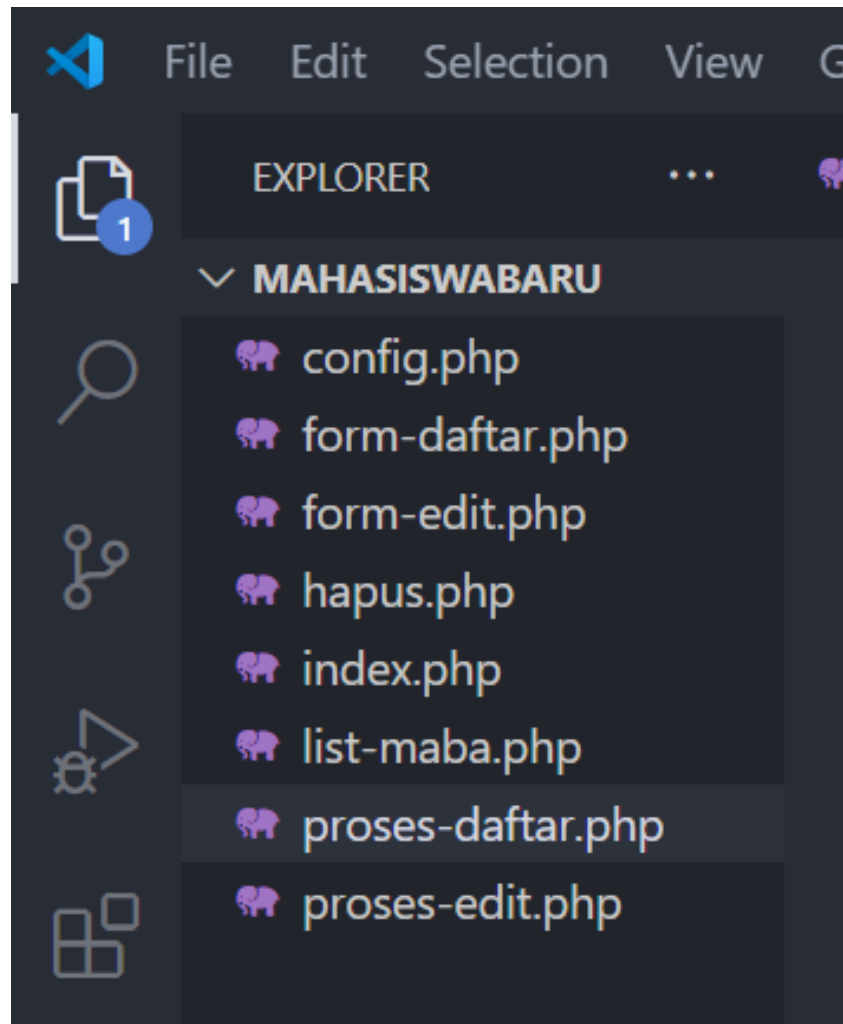 File Edit Selection View G
EXPLORER ...
1
MAHASISWABARU
config.php
form-daftar.php
form-edit.php
hapus.php
index.php
list-maba.php
proses-daftar.php
proses-edit.php